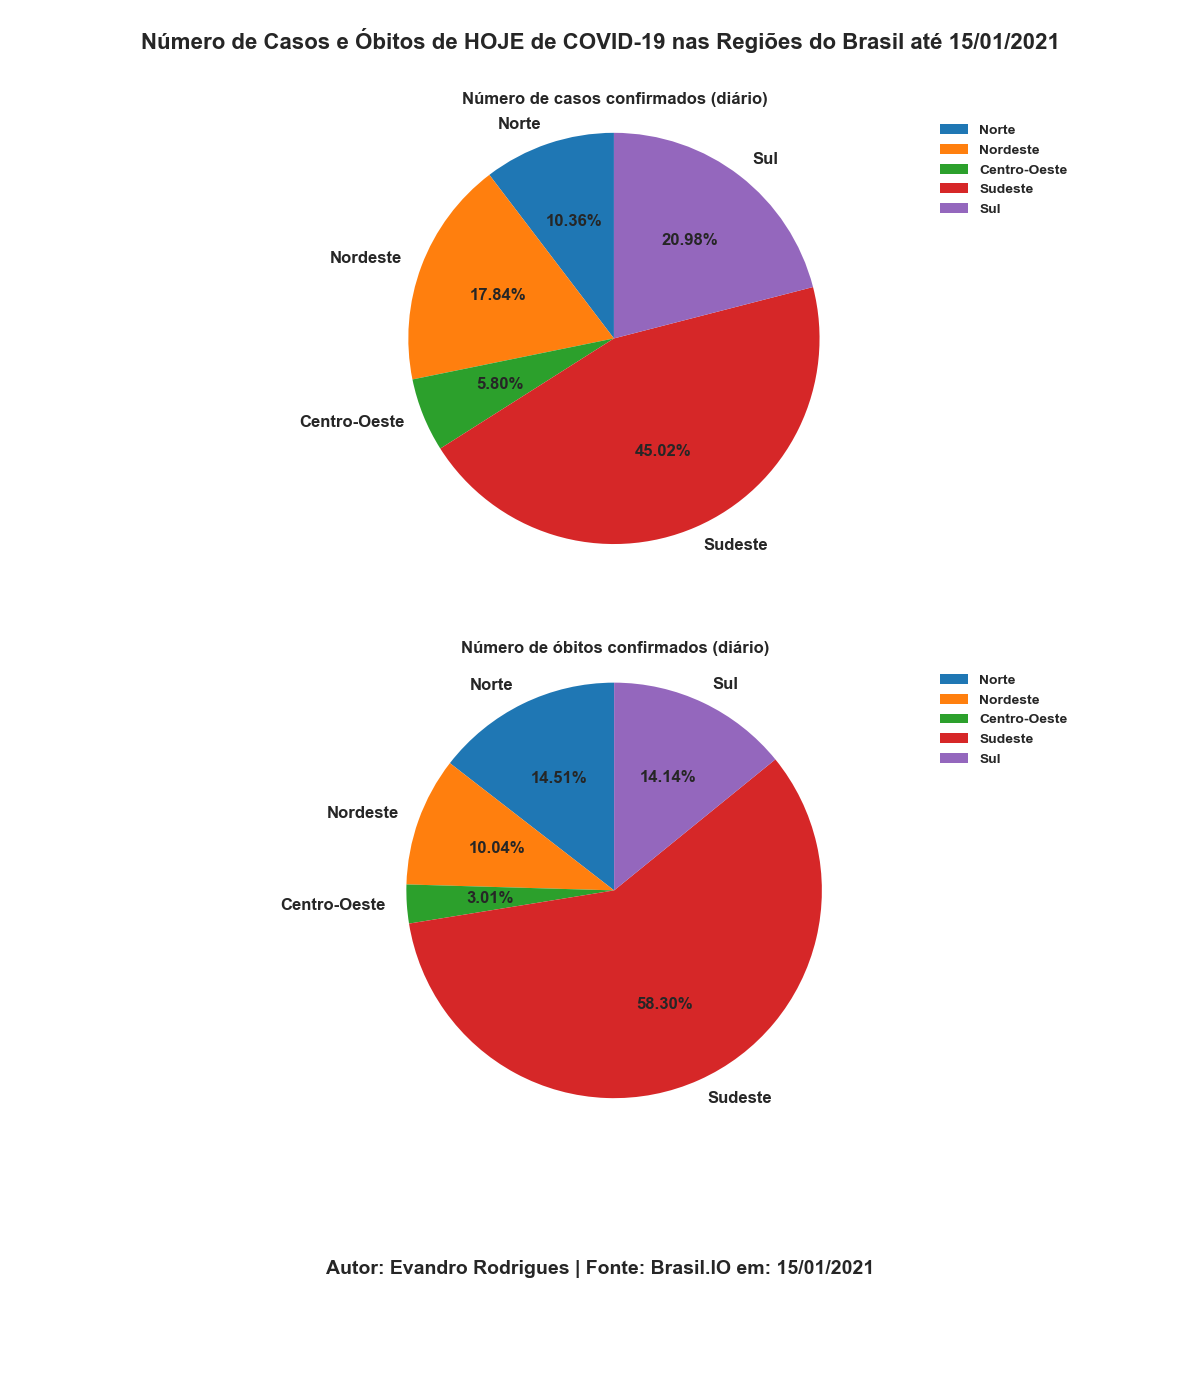 Número de Casos e Óbitos de HOJE de COVID-19 nas Regiões do Brasil até 15/01/2021
Número de casos confirmados (diário)
Norte
Sul
Nordeste
Centro-Oeste
Sudeste
10.36%
20.98%
17.84%
5.80%
45.02%
Norte
Nordeste
Centro-Oeste
Sudeste
Sul
Número de óbitos confirmados (diário)
Norte
Sul
Nordeste
Centro-Oeste
Sudeste
14.51%
14.14%
10.04%
3.01%
58.30%
Norte
Nordeste
Centro-Oeste
Sudeste
Sul
Autor: Evandro Rodrigues | Fonte: Brasil.IO em: 15/01/2021